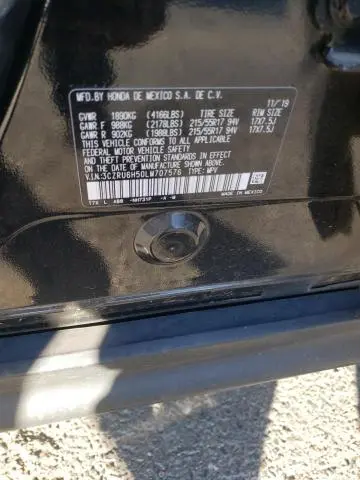 MFD.BY HONDA DE MEXICO S.A. DE C.V.
11/'19
GVWR 1890KG (4166LBS) TIRE SIZE RIM SIZE
GAWR F 988KG (2178LBS) 215/55R17 94V 17X7.5J
GAWR R 902KG (1988LBS) 215/55R17 94V 17X7.5J
THIS VEHICLE CONFORMS TO ALL APPLICABLE
FEDERAL MOTOR VEHICLE SAFETY
AND THEFT PREVENTION STANDARDS IN EFFECT
ON THE DATE OF MANUFACTURE SHOWN ABOVE.
V.I.N.:3CZRU6H50LM707576 TYPE: MPV
T7X L ABB -NH731P -X -M
MADE IN MEXICO